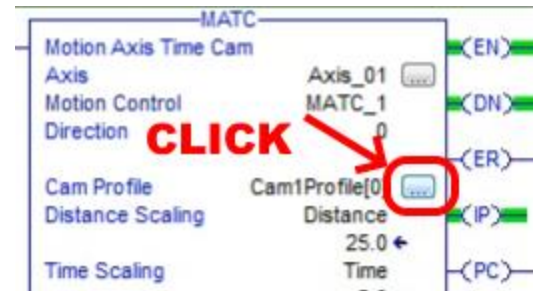 MATC
Motion Axis Time Cam
(EN)
Axis Axis_01 ...
Motion Control MATC_1
(DN)
Direction 0
CLICK
(ER)
Cam Profile Cam1Profile[0] ...
Distance Scaling Distance
(IP)
25.0
Time Scaling Time
(PC)